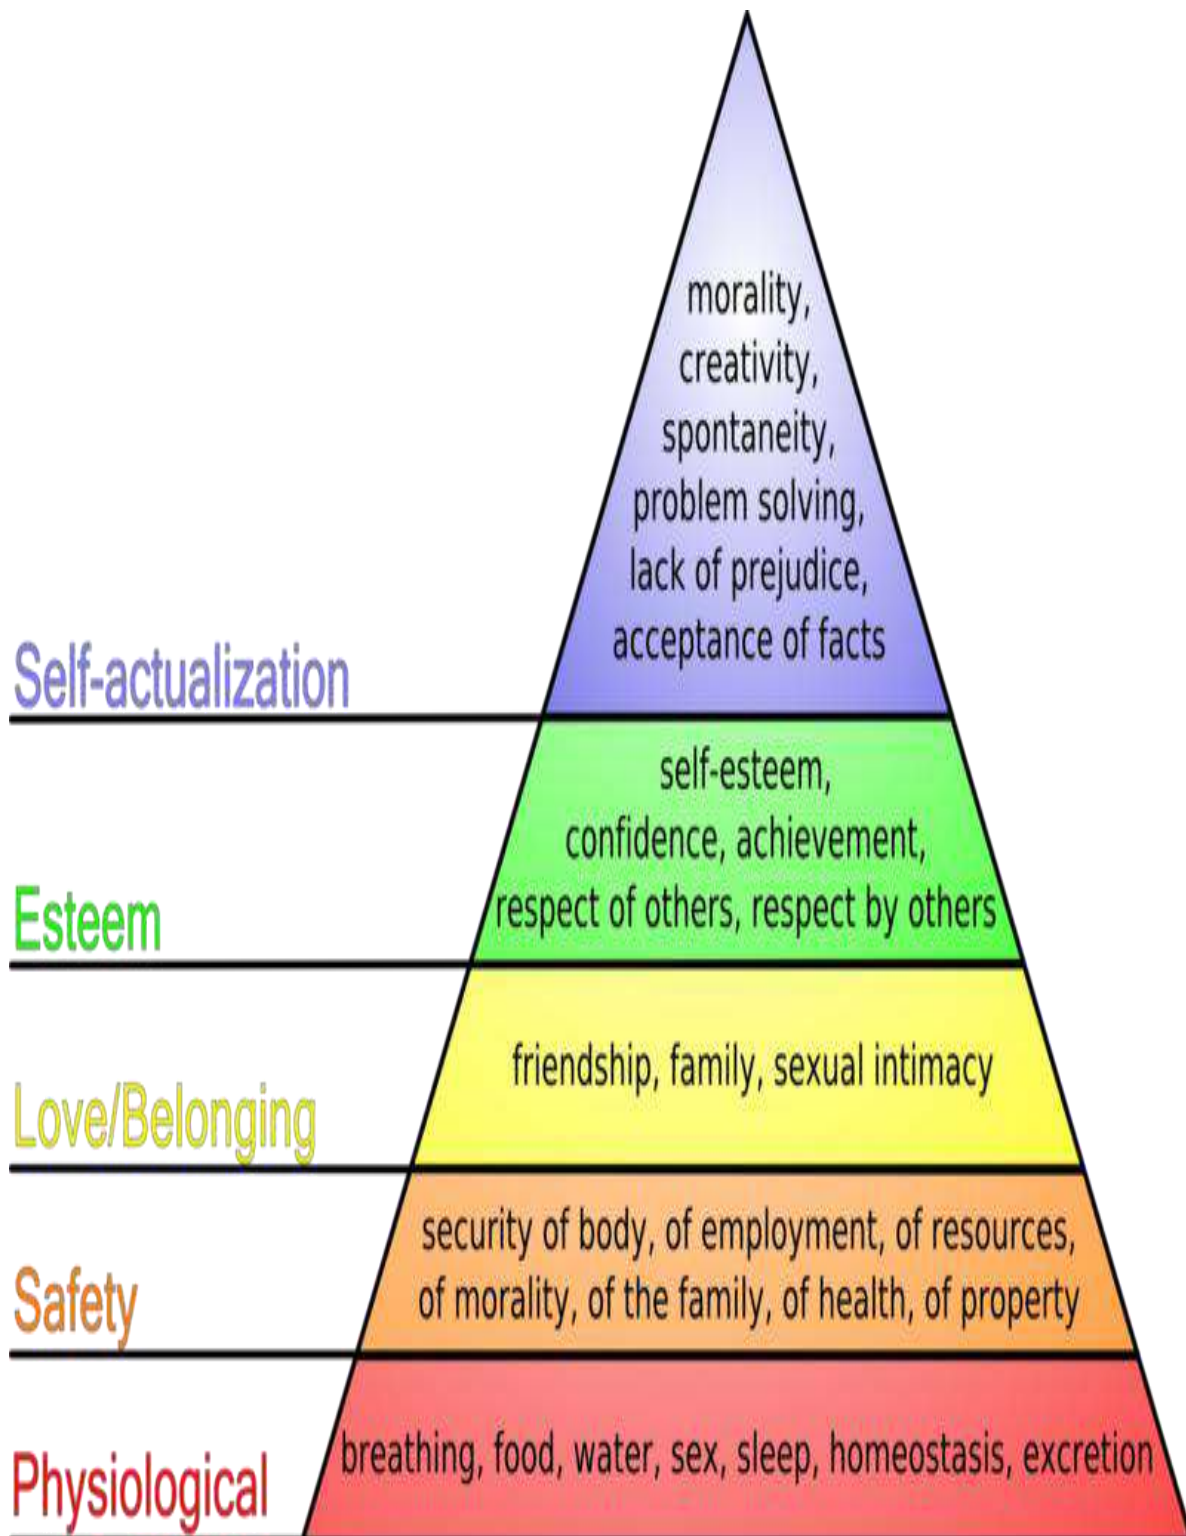 morality,
creativity,
spontaneity,
problem solving,
lack of prejudice,
acceptance of facts
Self-actualization
self-esteem,
confidence, achievement,
respect of others, respect by others
Esteem
friendship, family, sexual intimacy
Love/Belonging
security of body, of employment, of resources,
of morality, of the family, of health, of property
Safety
breathing, food, water, sex, sleep, homeostasis, excretion
Physiological